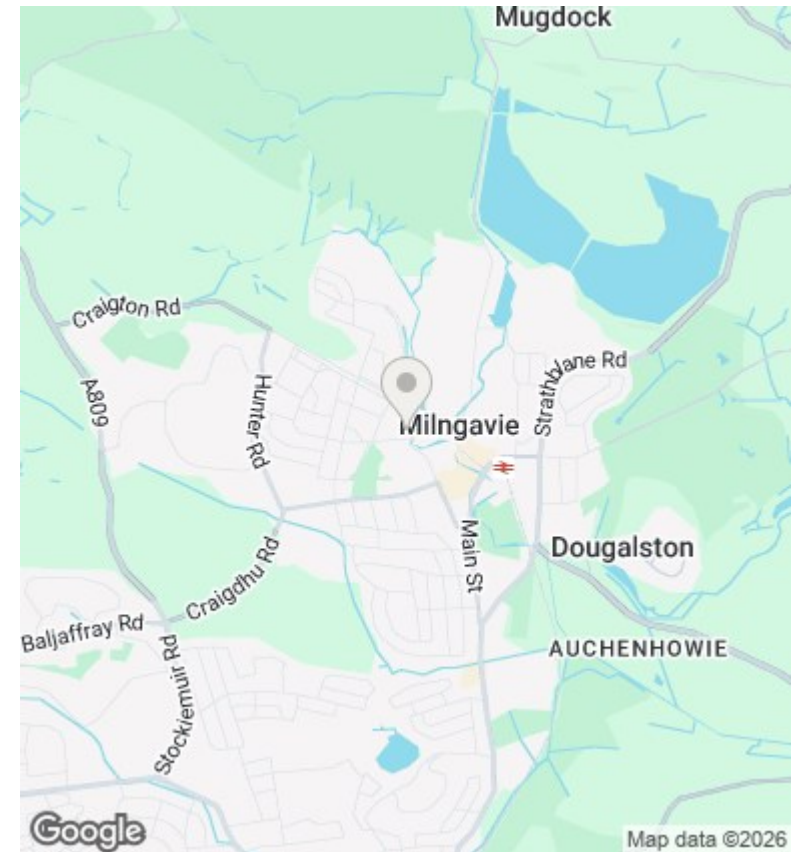 Mugdock
Craigton Rd
A809
Hunter Rd
Strathblane Rd
Milngavie
Main St
Dougalston
Craigdhu Rd
Baljaffray Rd
Stockiemuir Rd
AUCHENHOWIE
Google
Map data ©2026